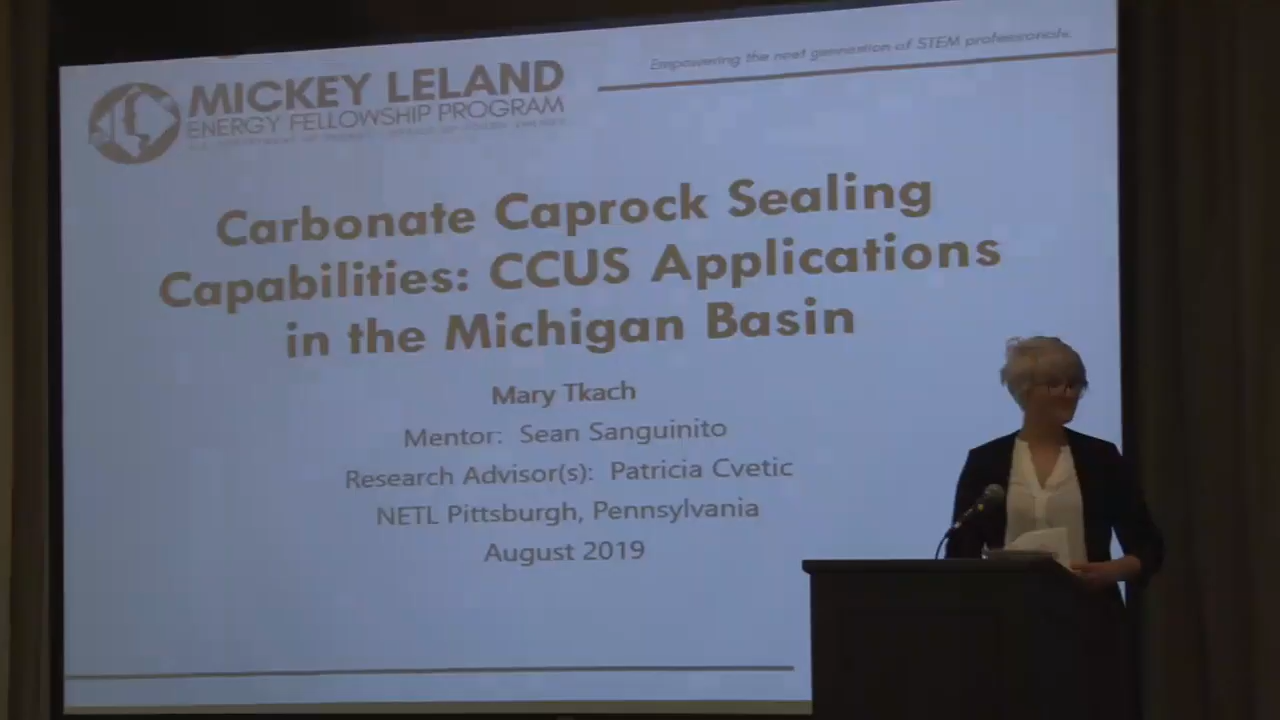 Empowering the next generation of STEM professionals.
MICKEY LELAND
ENERGY FELLOWSHIP PROGRAM
Carbonate Caprock Sealing
Capabilities: CCUS Applications
in the Michigan Basin
Mary Tkach
Mentor: Sean Sanguinito
Research Advisor(s): Patricia Cvetic
NETL Pittsburgh, Pennsylvania
August 2019